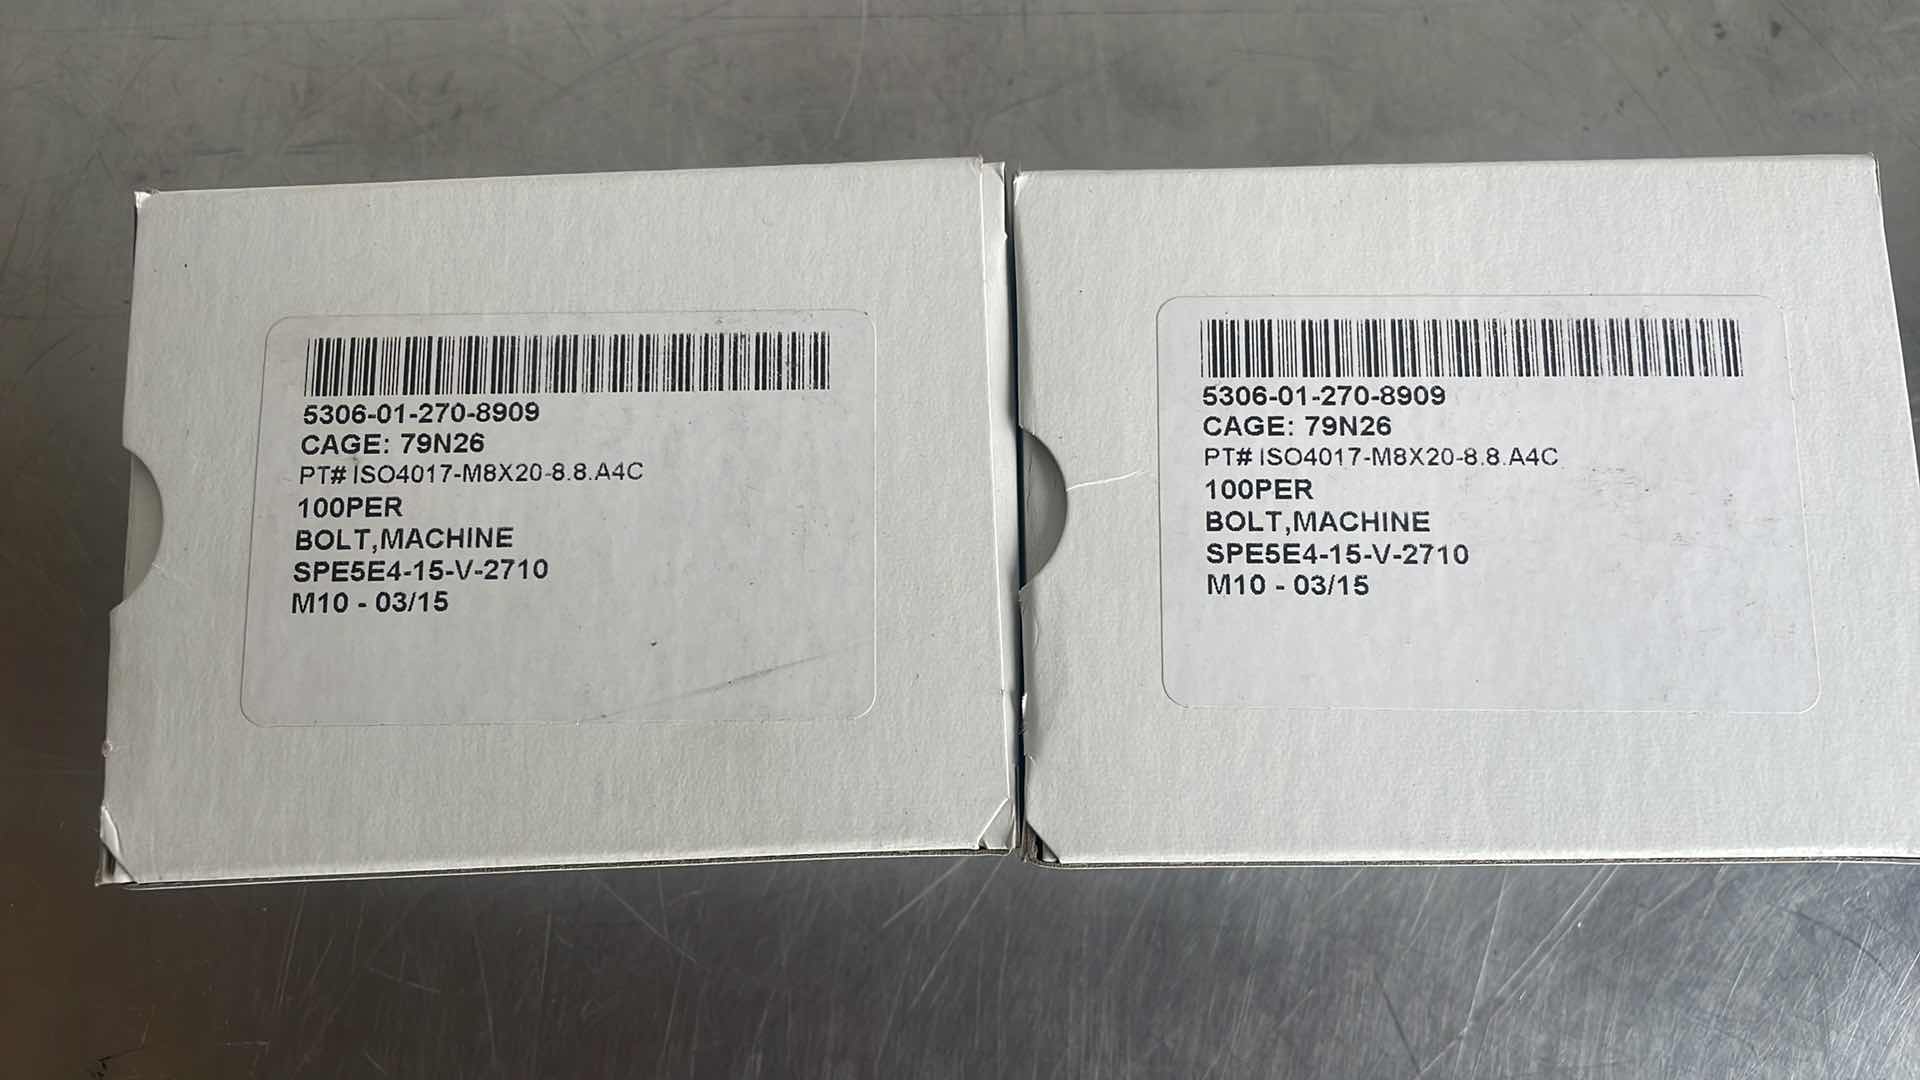 5306-01-270-8909
CAGE: 79N26
PT# ISO4017-M8X20-8.8.A4C
100PER
BOLT,MACHINE
SPE5E4-15-V-2710
M10 - 03/15
5306-01-270-8909
CAGE: 79N26
PT# ISO4017-M8X20-8.8.A4C
100PER
BOLT,MACHINE
SPE5E4-15-V-2710
M10 - 03/15